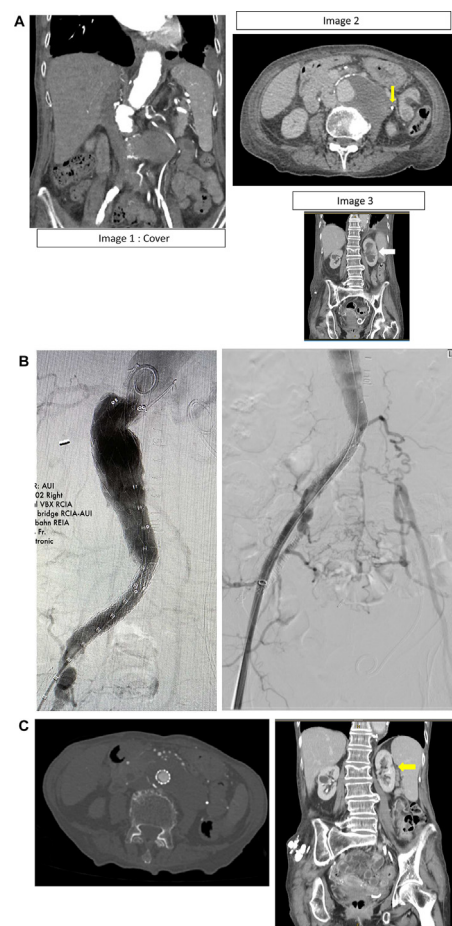 A
Image 2
Image 1 : Cover
Image 3
B
R: AUI
02 Right
l VBX RCIA
bridge RCIA-AUI
bahn REIA
Fr.
tronic
C